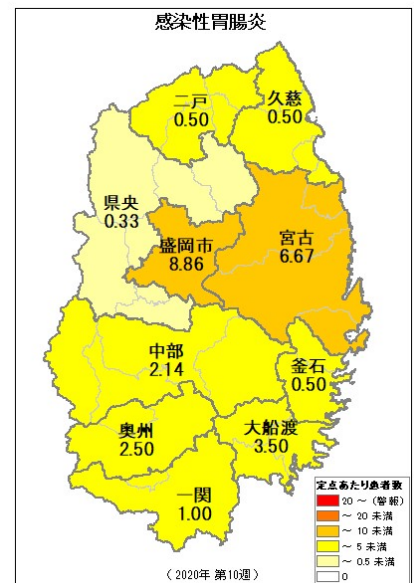 感染性胃腸炎
二戸
0.50
久慈
0.50
県央
0.33
盛岡市
8.86
宮古
6.67
中部
2.14
釜石
0.50
奥州
2.50
大船渡
3.50
一関
1.00
定点あたり患者数
20 ～ (警報)
～ 20 未満
～ 10 未満
～ 5 未満
～ 0.5 未満
0
（2020年 第10週）